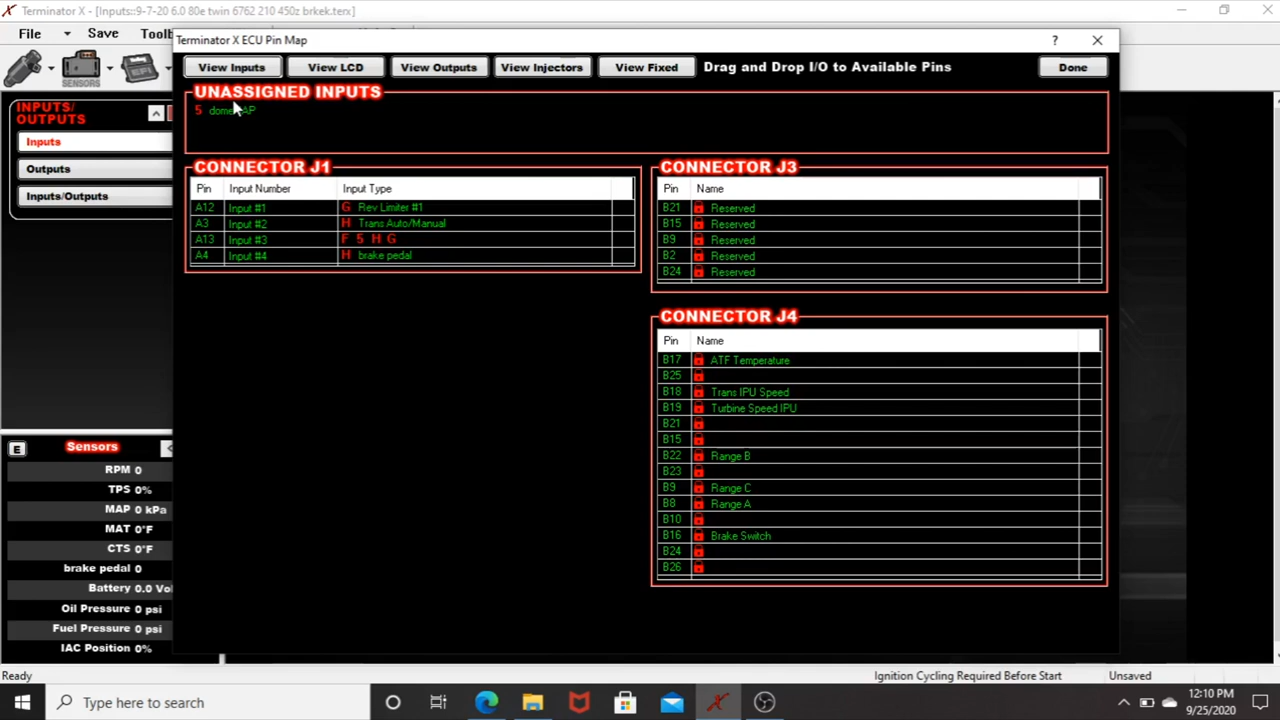 Terminator X - [Inputs::9-7-20 6.0 80e twin 6762 210 450z brkek.terx]
File Save Toolb
SENSORS
Terminator X ECU Pin Map
View Inputs View LCD View Outputs View Injectors View Fixed Drag and Drop I/O to Available Pins Done
INPUTS/
OUTPUTS
Inputs
Outputs
Inputs/Outputs
UNASSIGNED INPUTS
5
CONNECTOR J1
Pin Input Number Input Type
A12 Input #1 G Rev Limiter #1
A3 Input #2 H Trans Auto/Manual
A13 Input #3 F 5 H G
A4 Input #4 H brake pedal
CONNECTOR J3
Pin Name
B21 Reserved
B15 Reserved
B9 Reserved
B2 Reserved
B24 Reserved
CONNECTOR J4
Pin Name
B17 ATF Temperature
B25
B18 Trans IPU Speed
B19 Turbine Speed IPU
B21
B15
B22 Range B
B23
B9 Range C
B8 Range A
B10
B16 Brake Switch
B24
B26
E Sensors
RPM 0
TPS 0%
MAP 0 kPa
MAT 0°F
CTS 0°F
brake pedal 0
Battery 0.0 Vo
Oil Pressure 0 psi
Fuel Pressure 0 psi
IAC Position 0%
Ready Ignition Cycling Required Before Start Unsaved
Type here to search
12:10 PM
9/25/2020